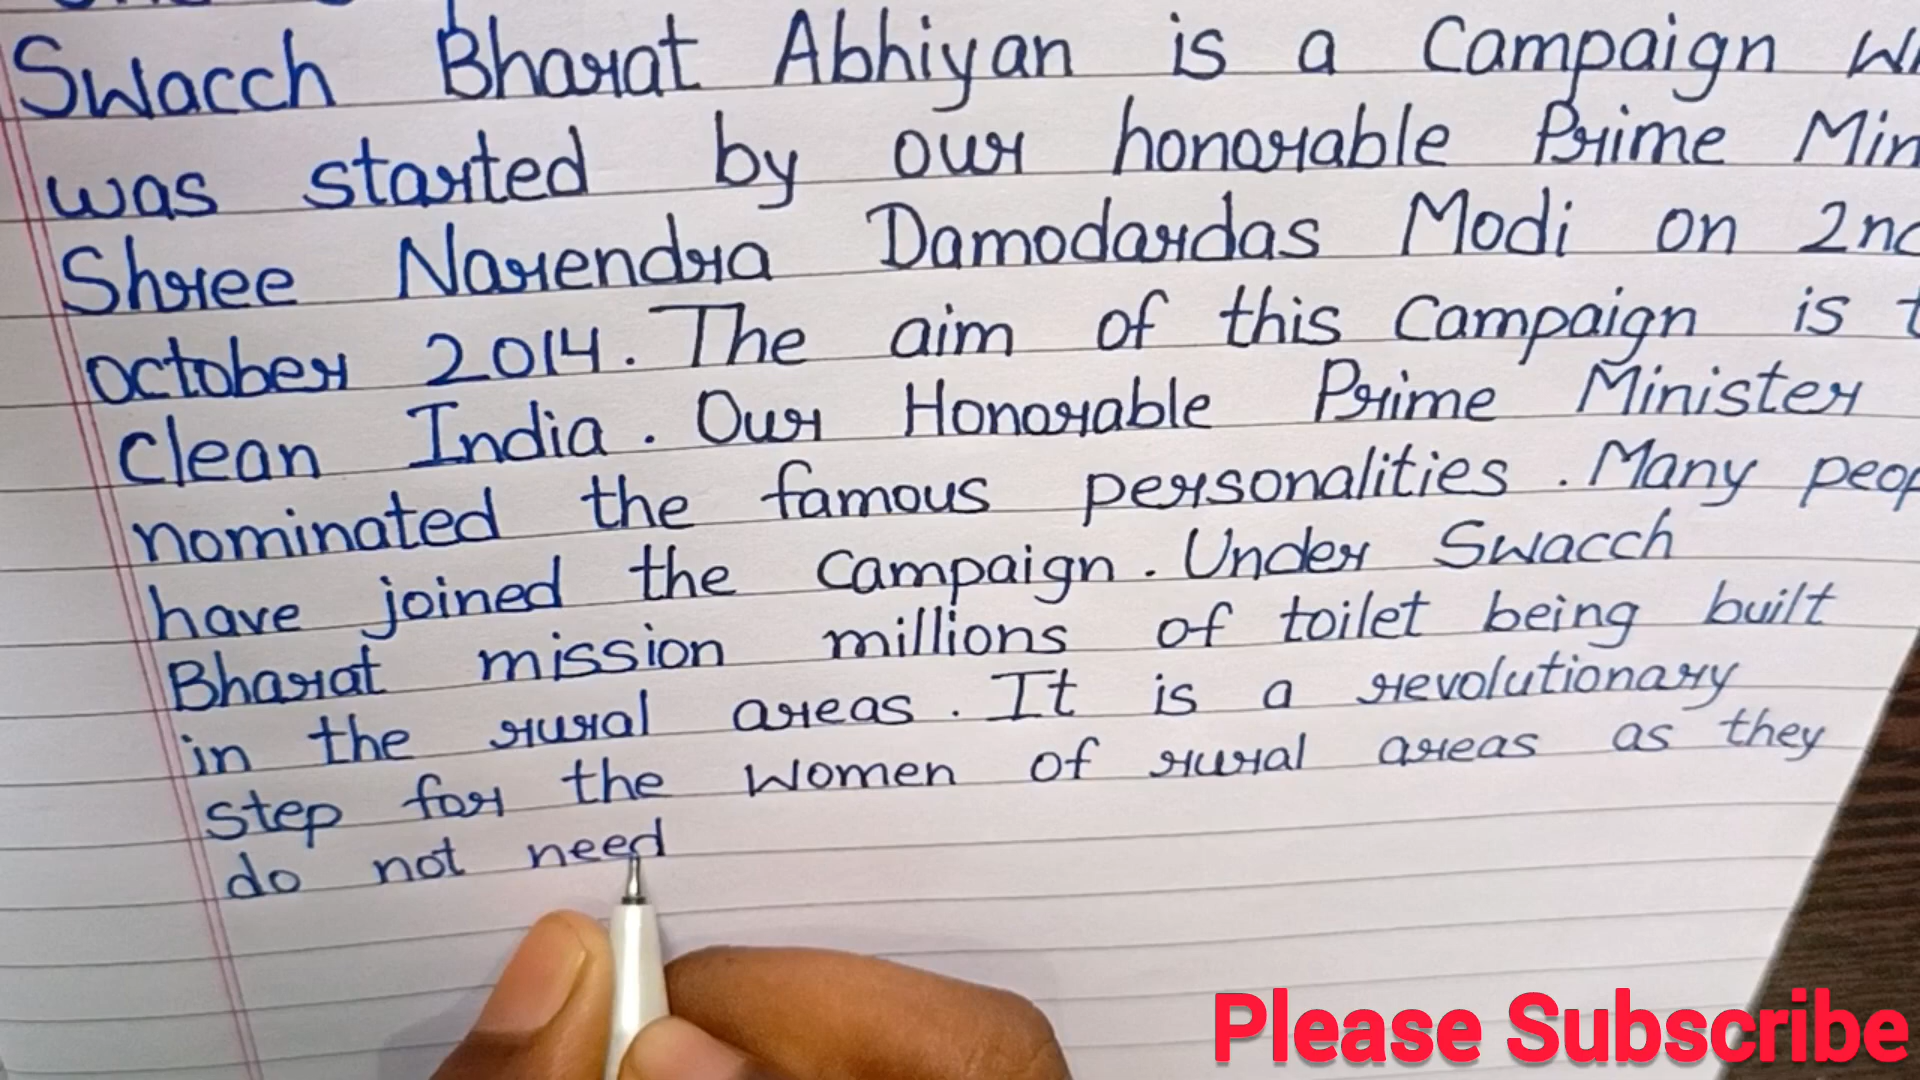 Swacch Bharat Abhiyan is a Campaign
was started by our honorable Prime Min
Shree Narendra Damodardas Modi on 2nd
October 2014. The aim of this Campaign is t
clean India. Our Honorable Prime Minister
nominated the famous personalities. Many peop
have joined the Campaign. Under Swacch
Bharat mission millions of toilet being built
in the rural areas. It is a revolutionary
step for the women of rural areas as they
do not need
Please Subscribe